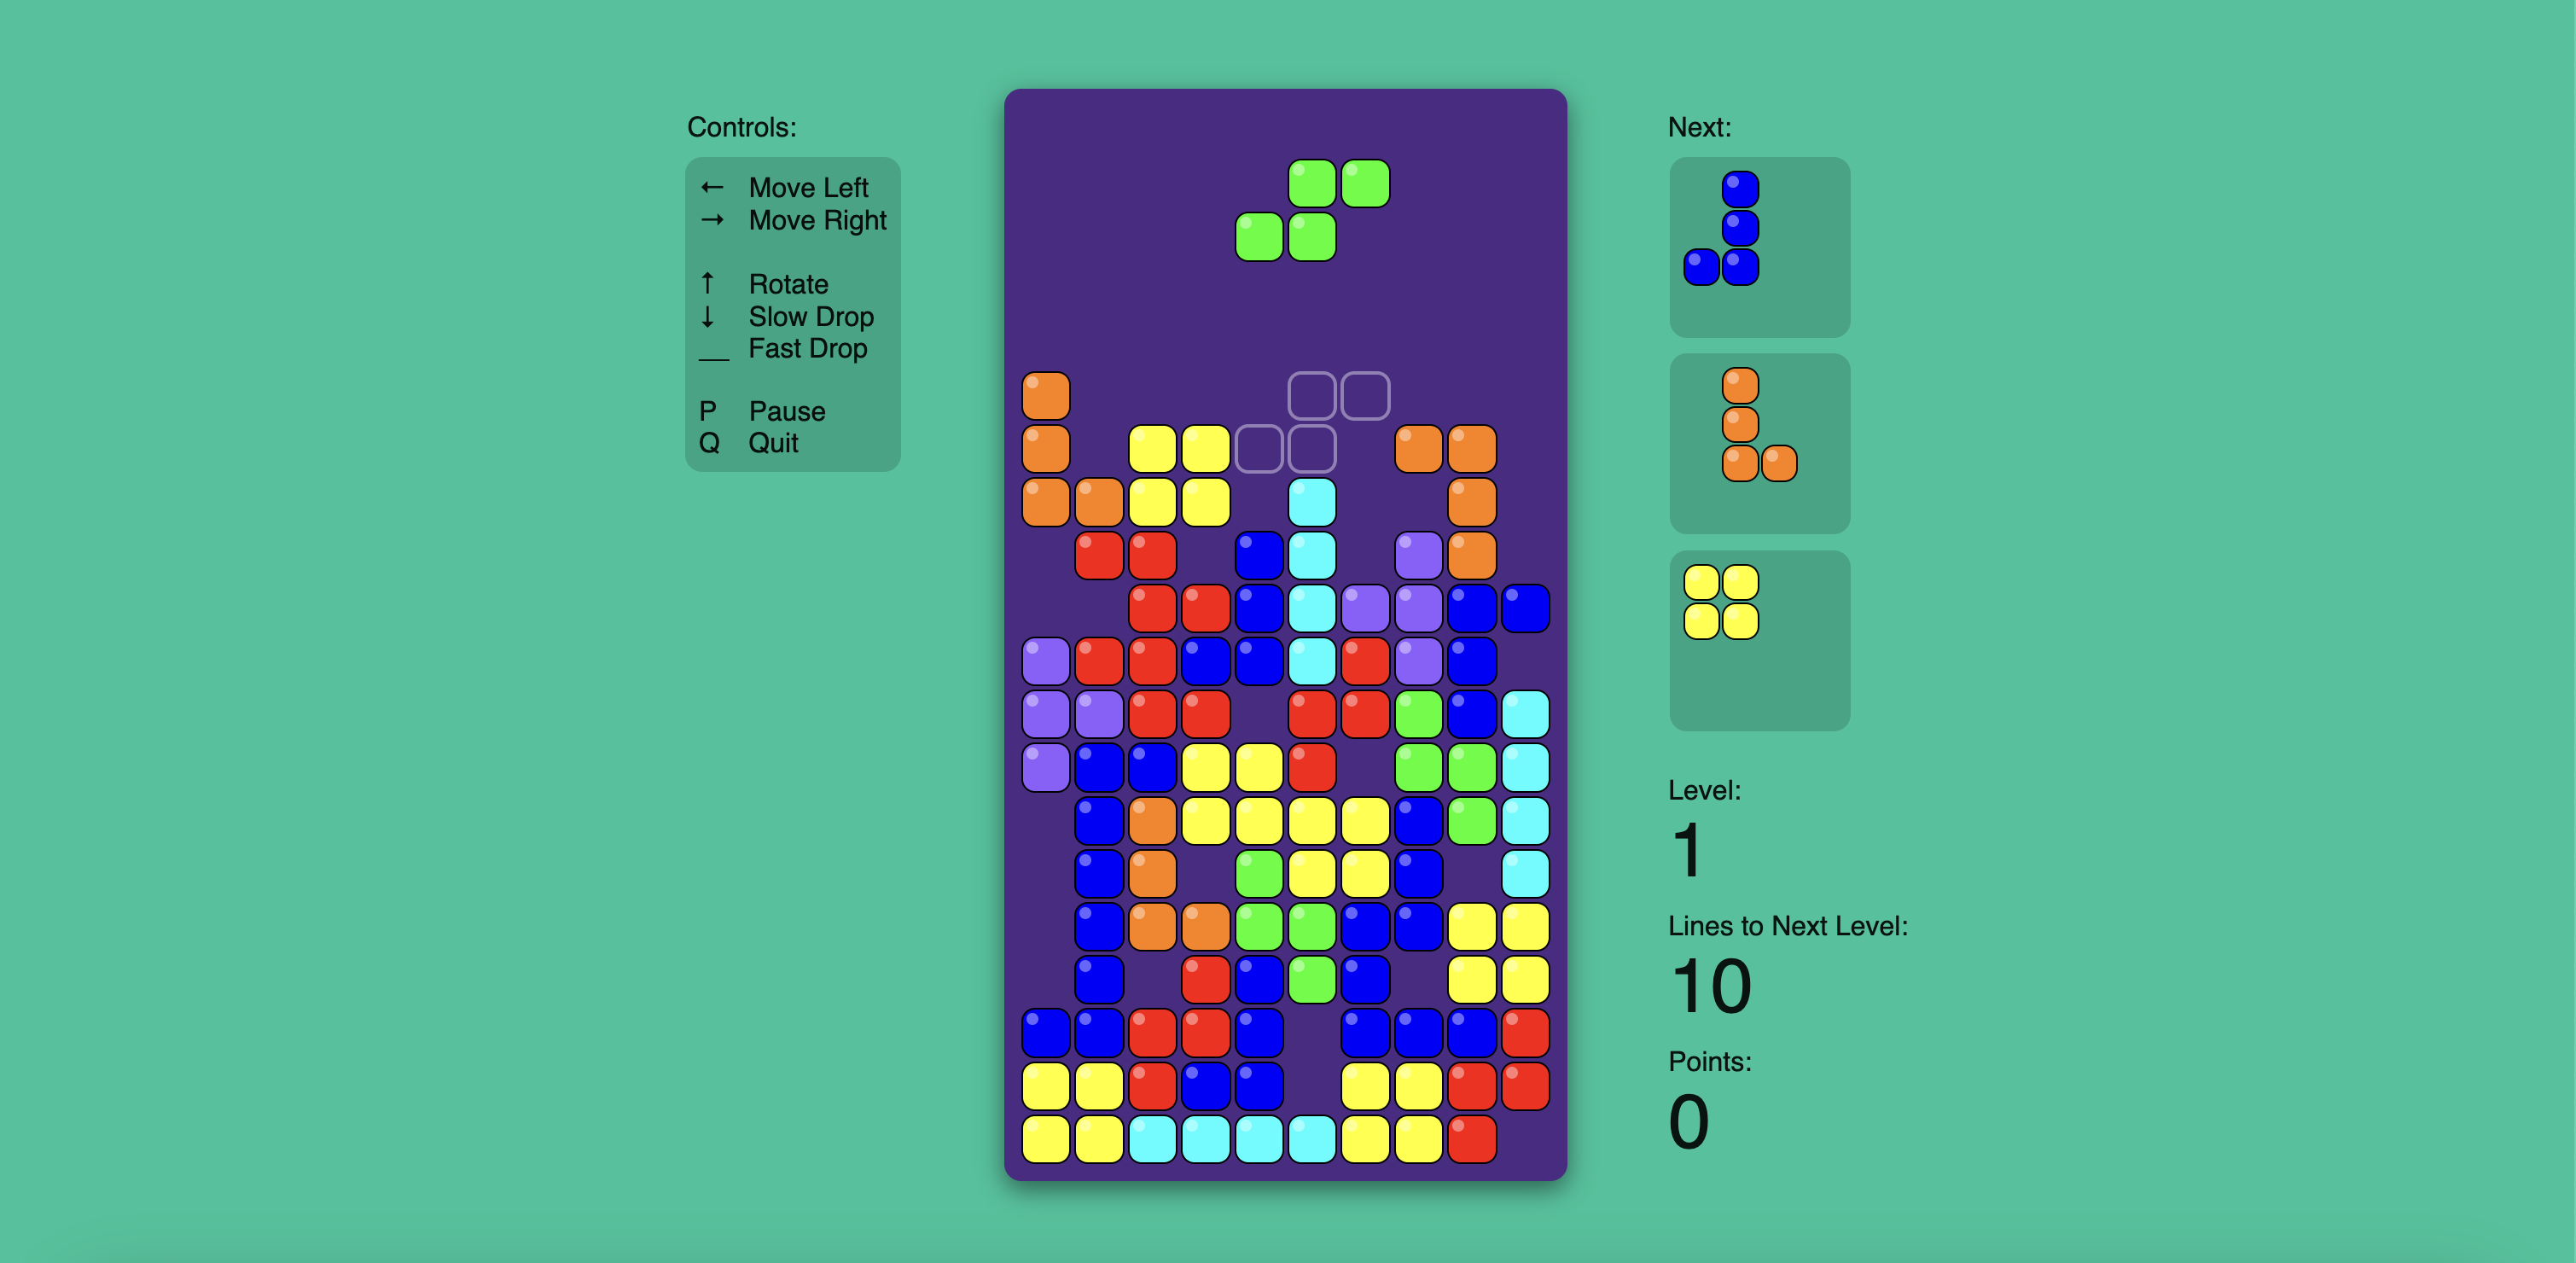 Controls:
← Move Left
→ Move Right
↑ Rotate
↓ Slow Drop
__ Fast Drop
P Pause
Q Quit
Next:
Level:
1
Lines to Next Level:
10
Points:
0